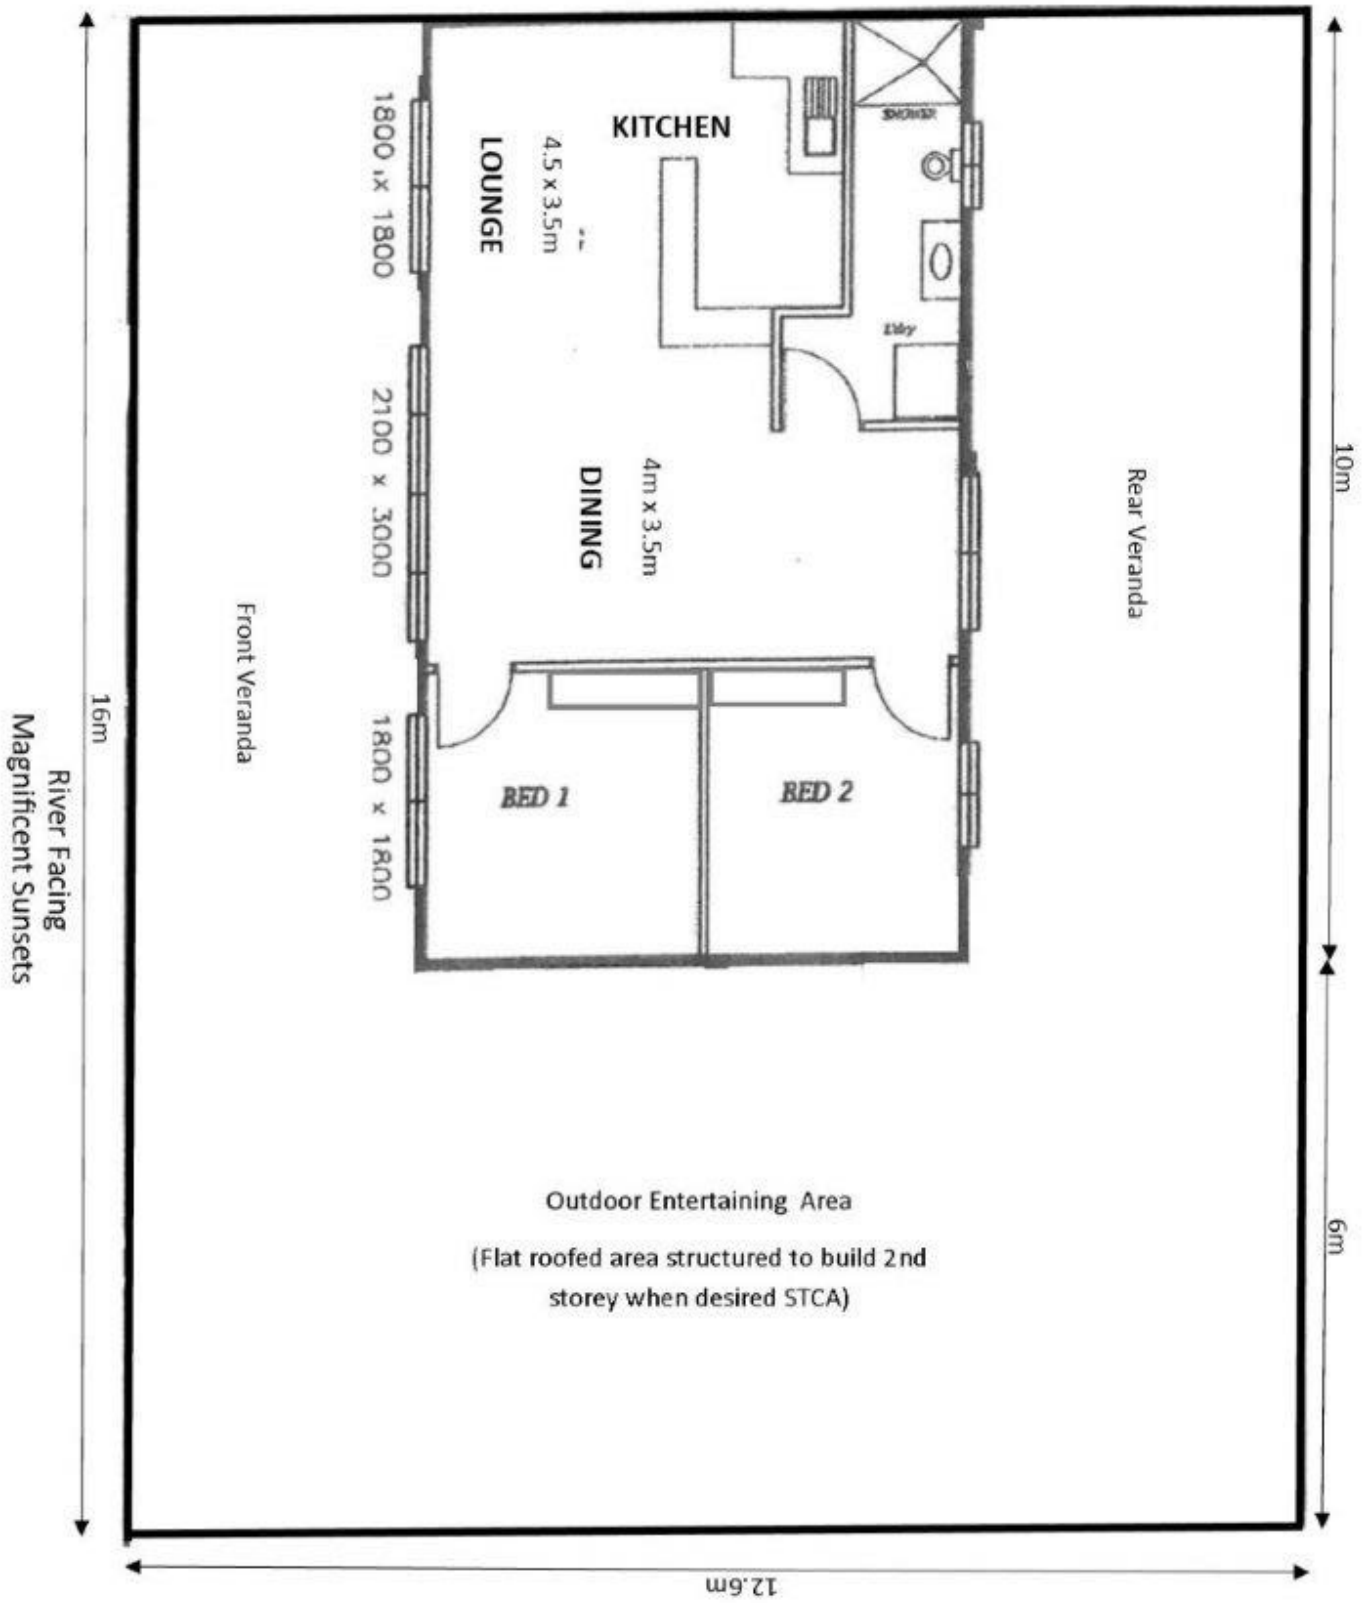 KITCHEN
LOUNGE
4.5 x 3.5m
SHOWER
L'dry
1800 x 1800
2100 x 3000
1800 x 1800
DINING
4m x 3.5m
BED 1
BED 2
Front Veranda
Rear Veranda
10m
6m
16m
12.6m
River Facing
Magnificent Sunsets
Outdoor Entertaining Area
(Flat roofed area structured to build 2nd
storey when desired STCA)